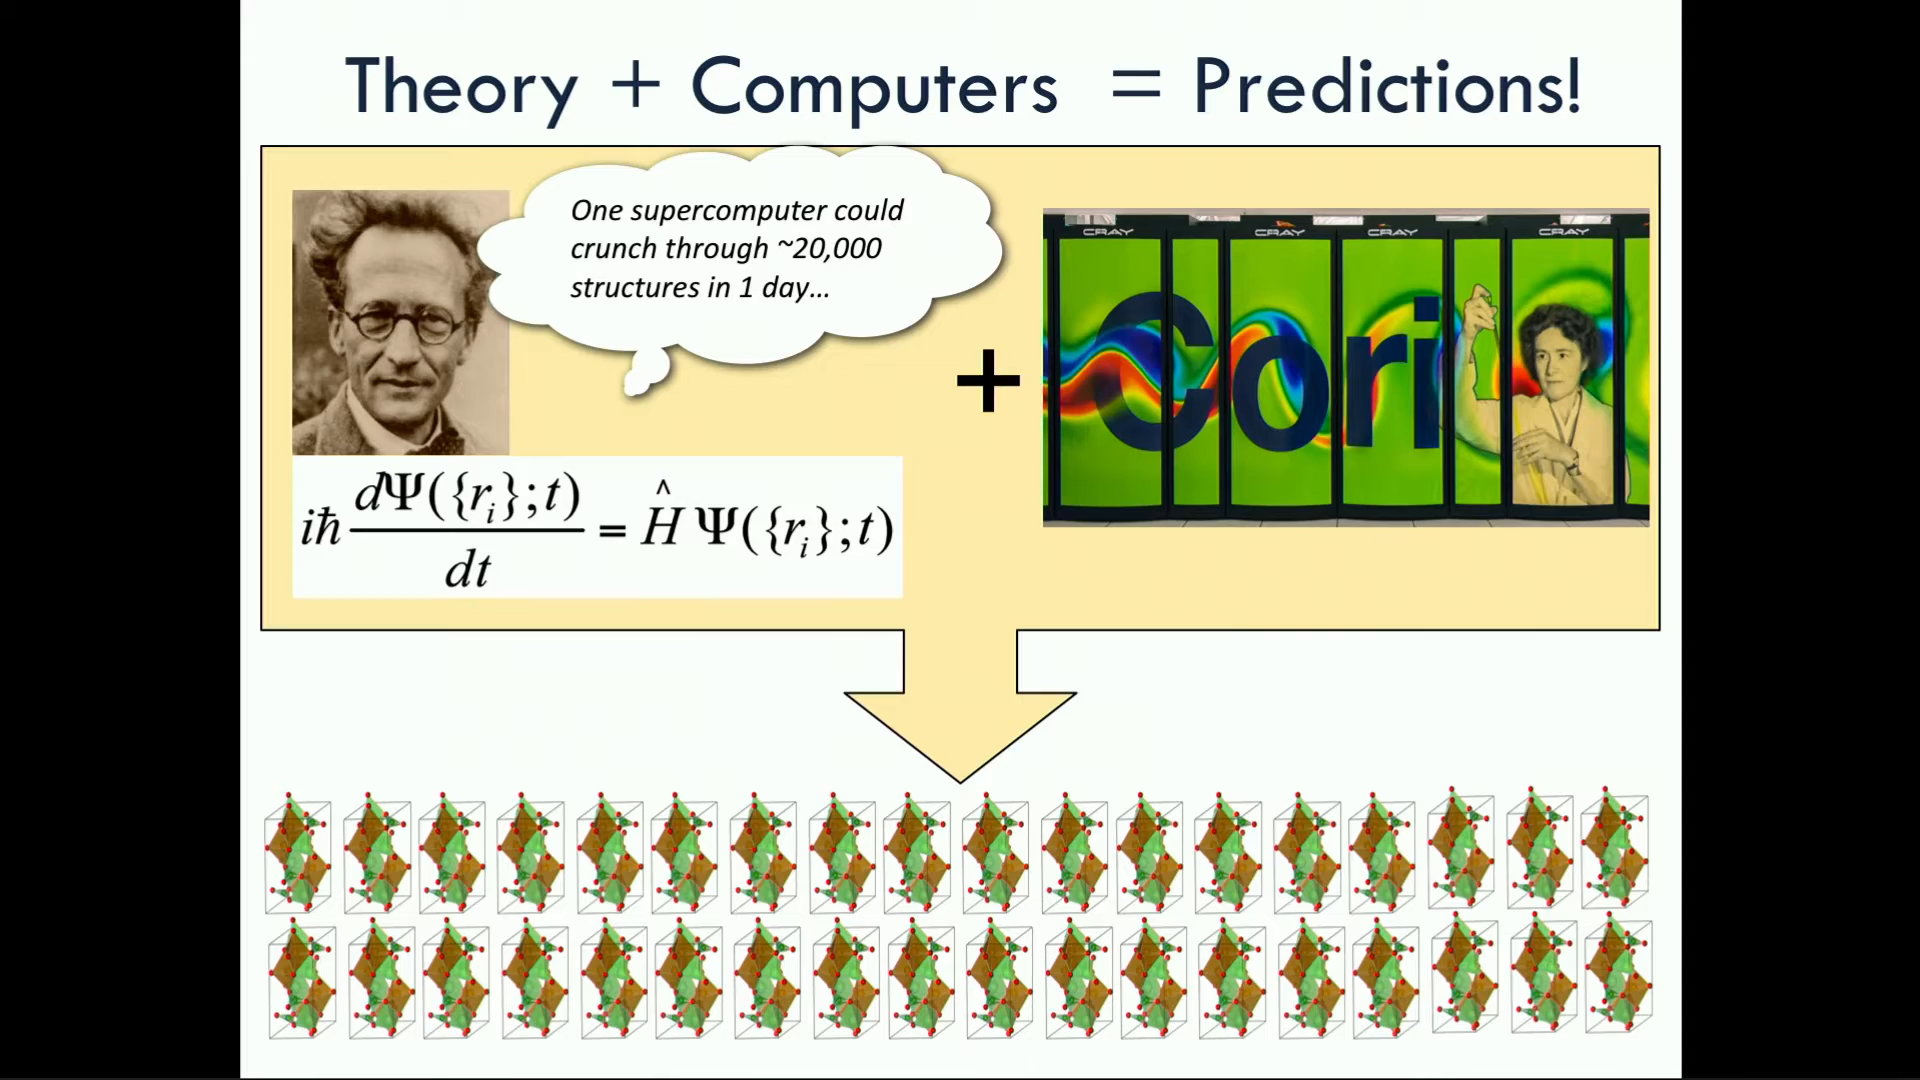 Theory + Computers = Predictions!
One supercomputer could
crunch through ~20,000
structures in 1 day...
CRAY CRAY CRAY CRAY
Cori
+
iħ dΨ({r_i};t) / dt = Ĥ Ψ({r_i};t)